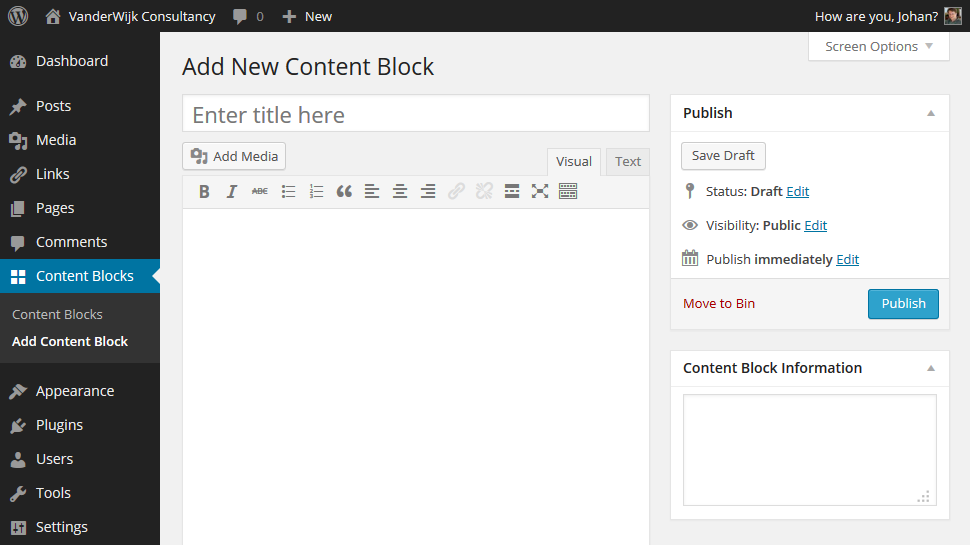 VanderWijk Consultancy 0 New How are you, Johan?
Screen Options
Dashboard
Posts
Media
Links
Pages
Comments
Content Blocks
Content Blocks
Add Content Block
Appearance
Plugins
Users
Tools
Settings
Add New Content Block
Enter title here
Add Media
Visual Text
B I ABC
Publish
Save Draft
Status: Draft Edit
Visibility: Public Edit
Publish immediately Edit
Move to Bin Publish
Content Block Information